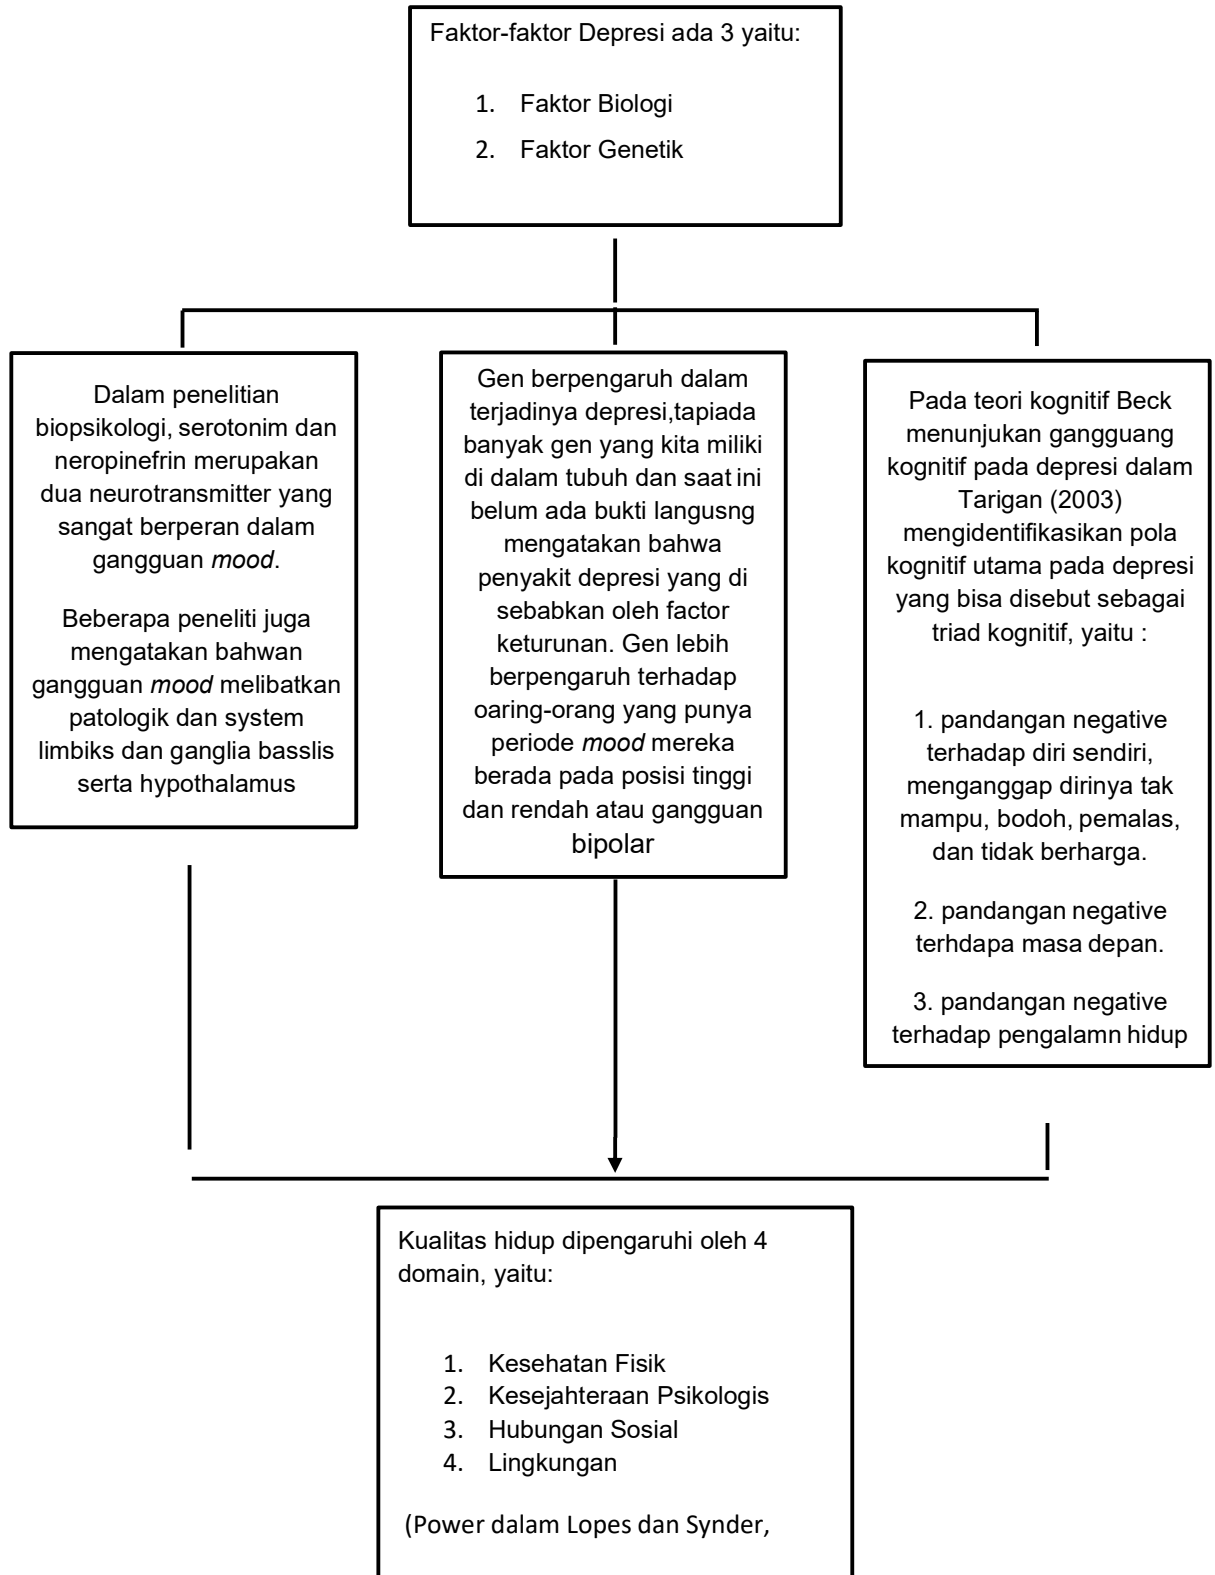 Faktor-faktor Depresi ada 3 yaitu:
1. Faktor Biologi
2. Faktor Genetik
Dalam penelitian
biopsikologi, serotonim dan
neropinefrin merupakan
dua neurotransmitter yang
sangat berperan dalam
gangguan mood.
Beberapa peneliti juga
mengatakan bahwan
gangguan mood melibatkan
patologik dan system
limbiks dan ganglia basslis
serta hypothalamus
Gen berpengaruh dalam
terjadinya depresi,tapiada
banyak gen yang kita miliki
di dalam tubuh dan saat ini
belum ada bukti langusng
mengatakan bahwa
penyakit depresi yang di
sebabkan oleh factor
keturunan. Gen lebih
berpengaruh terhadap
oaring-orang yang punya
periode mood mereka
berada pada posisi tinggi
dan rendah atau gangguan
bipolar
Pada teori kognitif Beck
menunjukan gangguang
kognitif pada depresi dalam
Tarigan (2003)
mengidentifikasikan pola
kognitif utama pada depresi
yang bisa disebut sebagai
triad kognitif, yaitu :
1. pandangan negative
terhadap diri sendiri,
menganggap dirinya tak
mampu, bodoh, pemalas,
dan tidak berharga.
2. pandangan negative
terhdapa masa depan.
3. pandangan negative
terhadap pengalamn hidup
Kualitas hidup dipengaruhi oleh 4
domain, yaitu:
1. Kesehatan Fisik
2. Kesejahteraan Psikologis
3. Hubungan Sosial
4. Lingkungan
(Power dalam Lopes dan Synder,